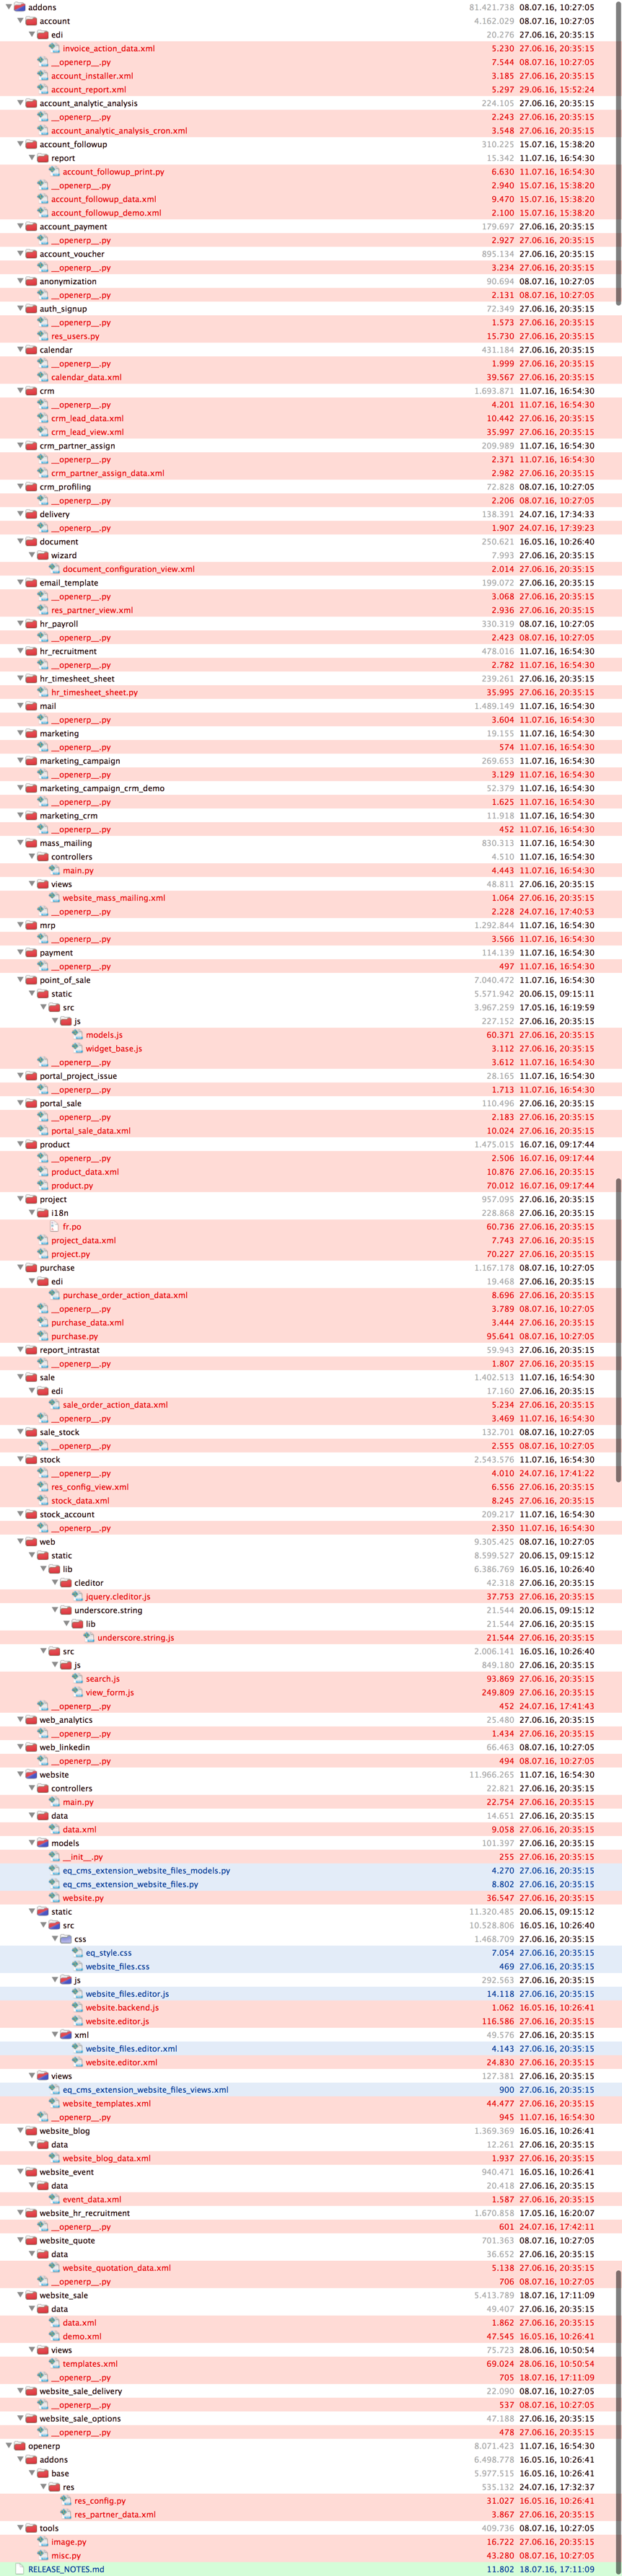 addons 81.421.738 08.07.16, 10:27:05
account 4.162.029 08.07.16, 10:27:05
edi 20.276 27.06.16, 20:35:15
invoice_action_data.xml 5.230 27.06.16, 20:35:15
__openerp__.py 7.544 08.07.16, 10:27:05
account_installer.xml 3.185 27.06.16, 20:35:15
account_report.xml 5.297 29.06.16, 15:52:24
account_analytic_analysis 224.105 27.06.16, 20:35:15
__openerp__.py 2.243 27.06.16, 20:35:15
account_analytic_analysis_cron.xml 3.548 27.06.16, 20:35:15
account_followup 310.225 15.07.16, 15:38:20
report 15.342 11.07.16, 16:54:30
account_followup_print.py 6.630 11.07.16, 16:54:30
__openerp__.py 2.940 15.07.16, 15:38:20
account_followup_data.xml 9.470 15.07.16, 15:38:20
account_followup_demo.xml 2.100 15.07.16, 15:38:20
account_payment 179.697 27.06.16, 20:35:15
__openerp__.py 2.927 27.06.16, 20:35:15
account_voucher 895.134 27.06.16, 20:35:15
__openerp__.py 3.234 27.06.16, 20:35:15
anonymization 90.694 08.07.16, 10:27:05
__openerp__.py 2.131 08.07.16, 10:27:05
auth_signup 72.349 27.06.16, 20:35:15
__openerp__.py 1.573 27.06.16, 20:35:15
res_users.py 15.730 27.06.16, 20:35:15
calendar 431.184 27.06.16, 20:35:15
__openerp__.py 1.999 27.06.16, 20:35:15
calendar_data.xml 39.567 27.06.16, 20:35:15
crm 1.693.871 11.07.16, 16:54:30
__openerp__.py 4.201 11.07.16, 16:54:30
crm_lead_data.xml 10.442 27.06.16, 20:35:15
crm_lead_view.xml 35.997 27.06.16, 20:35:15
crm_partner_assign 209.989 11.07.16, 16:54:30
__openerp__.py 2.371 11.07.16, 16:54:30
crm_partner_assign_data.xml 2.982 27.06.16, 20:35:15
crm_profiling 72.828 08.07.16, 10:27:05
__openerp__.py 2.206 08.07.16, 10:27:05
delivery 138.391 24.07.16, 17:34:33
__openerp__.py 1.907 24.07.16, 17:39:23
document 250.621 16.05.16, 10:26:40
wizard 7.993 27.06.16, 20:35:15
document_configuration_view.xml 2.014 27.06.16, 20:35:15
email_template 199.072 27.06.16, 20:35:15
__openerp__.py 3.068 27.06.16, 20:35:15
res_partner_view.xml 2.936 27.06.16, 20:35:15
hr_payroll 330.319 08.07.16, 10:27:05
__openerp__.py 2.423 08.07.16, 10:27:05
hr_recruitment 478.016 11.07.16, 16:54:30
__openerp__.py 2.782 11.07.16, 16:54:30
hr_timesheet_sheet 239.261 27.06.16, 20:35:15
hr_timesheet_sheet.py 35.995 27.06.16, 20:35:15
mail 1.489.149 11.07.16, 16:54:30
__openerp__.py 3.604 11.07.16, 16:54:30
marketing 19.155 11.07.16, 16:54:30
__openerp__.py 574 11.07.16, 16:54:30
marketing_campaign 269.653 11.07.16, 16:54:30
__openerp__.py 3.129 11.07.16, 16:54:30
marketing_campaign_crm_demo 52.379 11.07.16, 16:54:30
__openerp__.py 1.625 11.07.16, 16:54:30
marketing_crm 11.918 11.07.16, 16:54:30
__openerp__.py 452 11.07.16, 16:54:30
mass_mailing 830.313 11.07.16, 16:54:30
controllers 4.510 11.07.16, 16:54:30
main.py 4.443 11.07.16, 16:54:30
views 48.811 27.06.16, 20:35:15
website_mass_mailing.xml 1.064 27.06.16, 20:35:15
__openerp__.py 2.228 24.07.16, 17:40:53
mrp 1.292.844 11.07.16, 16:54:30
__openerp__.py 3.566 11.07.16, 16:54:30
payment 114.139 11.07.16, 16:54:30
__openerp__.py 497 11.07.16, 16:54:30
point_of_sale 7.040.472 11.07.16, 16:54:30
static 5.571.942 20.06.15, 09:15:11
src 3.967.259 17.05.16, 16:19:59
js 227.152 27.06.16, 20:35:15
models.js 60.371 27.06.16, 20:35:15
widget_base.js 3.112 27.06.16, 20:35:15
__openerp__.py 3.612 11.07.16, 16:54:30
portal_project_issue 28.165 11.07.16, 16:54:30
__openerp__.py 1.713 11.07.16, 16:54:30
portal_sale 110.496 27.06.16, 20:35:15
__openerp__.py 2.183 27.06.16, 20:35:15
portal_sale_data.xml 10.024 27.06.16, 20:35:15
product 1.475.015 16.07.16, 09:17:44
__openerp__.py 2.506 16.07.16, 09:17:44
product_data.xml 10.876 27.06.16, 20:35:15
product.py 70.012 16.07.16, 09:17:44
project 957.095 27.06.16, 20:35:15
i18n 228.868 27.06.16, 20:35:15
fr.po 60.736 27.06.16, 20:35:15
project_data.xml 7.743 27.06.16, 20:35:15
project.py 70.227 27.06.16, 20:35:15
purchase 1.167.178 08.07.16, 10:27:05
edi 19.468 27.06.16, 20:35:15
purchase_order_action_data.xml 8.696 27.06.16, 20:35:15
__openerp__.py 3.789 08.07.16, 10:27:05
purchase_data.xml 3.444 27.06.16, 20:35:15
purchase.py 95.641 08.07.16, 10:27:05
report_intrastat 59.943 27.06.16, 20:35:15
__openerp__.py 1.807 27.06.16, 20:35:15
sale 1.402.513 11.07.16, 16:54:30
edi 17.160 27.06.16, 20:35:15
sale_order_action_data.xml 5.234 27.06.16, 20:35:15
__openerp__.py 3.469 11.07.16, 16:54:30
sale_stock 132.701 08.07.16, 10:27:05
__openerp__.py 2.555 08.07.16, 10:27:05
stock 2.543.576 11.07.16, 16:54:30
__openerp__.py 4.010 24.07.16, 17:41:22
res_config_view.xml 6.556 27.06.16, 20:35:15
stock_data.xml 8.245 27.06.16, 20:35:15
stock_account 209.217 11.07.16, 16:54:30
__openerp__.py 2.350 11.07.16, 16:54:30
web 9.305.425 08.07.16, 10:27:05
static 8.599.527 20.06.15, 09:15:12
lib 6.386.769 16.05.16, 10:26:40
cleditor 42.318 27.06.16, 20:35:15
jquery.cleditor.js 37.753 27.06.16, 20:35:15
underscore.string 21.544 20.06.15, 09:15:12
lib 21.544 27.06.16, 20:35:15
underscore.string.js 21.544 27.06.16, 20:35:15
src 2.006.141 16.05.16, 10:26:40
js 849.180 27.06.16, 20:35:15
search.js 93.869 27.06.16, 20:35:15
view_form.js 249.809 27.06.16, 20:35:15
__openerp__.py 452 24.07.16, 17:41:43
web_analytics 25.480 27.06.16, 20:35:15
__openerp__.py 1.434 27.06.16, 20:35:15
web_linkedin 66.463 08.07.16, 10:27:05
__openerp__.py 494 08.07.16, 10:27:05
website 11.966.265 11.07.16, 16:54:30
controllers 22.821 27.06.16, 20:35:15
main.py 22.754 27.06.16, 20:35:15
data 14.651 27.06.16, 20:35:15
data.xml 9.058 27.06.16, 20:35:15
models 101.397 27.06.16, 20:35:15
__init__.py 255 27.06.16, 20:35:15
eq_cms_extension_website_files_models.py 4.270 27.06.16, 20:35:15
eq_cms_extension_website_files.py 8.802 27.06.16, 20:35:15
website.py 36.547 27.06.16, 20:35:15
static 11.320.485 20.06.15, 09:15:12
src 10.528.806 16.05.16, 10:26:40
css 1.468.709 27.06.16, 20:35:15
eq_style.css 7.054 27.06.16, 20:35:15
website_files.css 469 27.06.16, 20:35:15
js 292.563 27.06.16, 20:35:15
website_files.editor.js 14.118 27.06.16, 20:35:15
website.backend.js 1.062 16.05.16, 10:26:41
website.editor.js 116.586 27.06.16, 20:35:15
xml 49.576 27.06.16, 20:35:15
website_files.editor.xml 4.143 27.06.16, 20:35:15
website.editor.xml 24.830 27.06.16, 20:35:15
views 127.381 27.06.16, 20:35:15
eq_cms_extension_website_files_views.xml 900 27.06.16, 20:35:15
website_templates.xml 44.477 27.06.16, 20:35:15
__openerp__.py 945 11.07.16, 16:54:30
website_blog 1.369.369 16.05.16, 10:26:41
data 12.261 27.06.16, 20:35:15
website_blog_data.xml 1.937 27.06.16, 20:35:15
website_event 940.471 16.05.16, 10:26:41
data 20.418 27.06.16, 20:35:15
event_data.xml 1.587 27.06.16, 20:35:15
website_hr_recruitment 1.670.858 17.05.16, 16:20:07
__openerp__.py 601 24.07.16, 17:42:11
website_quote 701.363 08.07.16, 10:27:05
data 36.652 27.06.16, 20:35:15
website_quotation_data.xml 5.138 27.06.16, 20:35:15
__openerp__.py 706 08.07.16, 10:27:05
website_sale 5.413.789 18.07.16, 17:11:09
data 49.407 27.06.16, 20:35:15
data.xml 1.862 27.06.16, 20:35:15
demo.xml 47.545 16.05.16, 10:26:41
views 75.723 28.06.16, 10:50:54
templates.xml 69.024 28.06.16, 10:50:54
__openerp__.py 705 18.07.16, 17:11:09
website_sale_delivery 22.090 08.07.16, 10:27:05
__openerp__.py 537 08.07.16, 10:27:05
website_sale_options 47.188 27.06.16, 20:35:15
__openerp__.py 478 27.06.16, 20:35:15
openerp 8.071.423 11.07.16, 16:54:30
addons 6.498.778 16.05.16, 10:26:41
base 5.977.515 16.05.16, 10:26:41
res 535.132 24.07.16, 17:32:37
res_config.py 31.027 16.05.16, 10:26:41
res_partner_data.xml 3.867 27.06.16, 20:35:15
tools 409.736 08.07.16, 10:27:05
image.py 16.722 27.06.16, 20:35:15
misc.py 43.280 08.07.16, 10:27:05
RELEASE_NOTES.md 11.802 18.07.16, 17:11:09